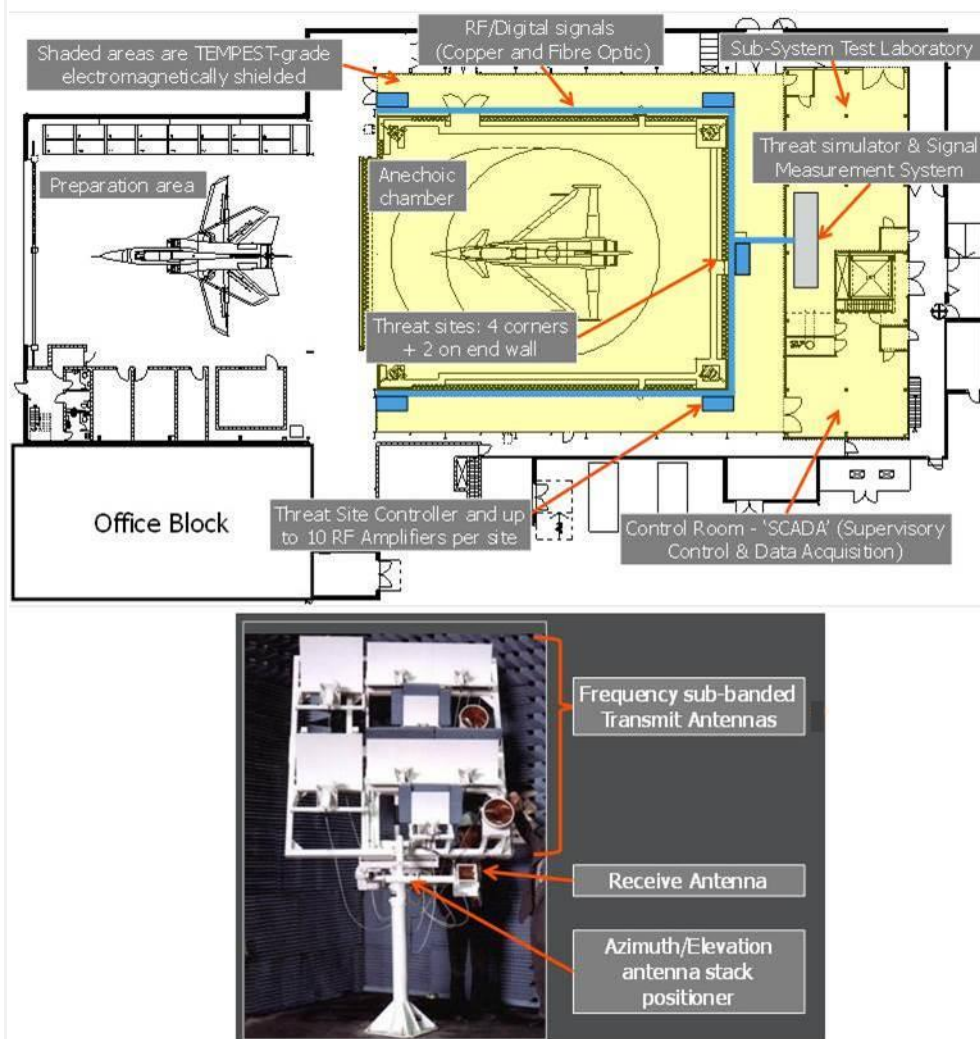 Shaded areas are TEMPEST-grade
electromagnetically shielded
RF/Digital signals
(Copper and Fibre Optic)
Sub-System Test Laboratory
Threat simulator & Signal
Measurement System
Preparation area
Anechoic
chamber
Threat sites: 4 corners
+ 2 on end wall
Office Block
Threat Site Controller and up
to 10 RF Amplifiers per site
Control Room - 'SCADA' (Supervisory
Control & Data Acquisition)
Frequency sub-banded
Transmit Antennas
Receive Antenna
Azimuth/Elevation
antenna stack
positioner